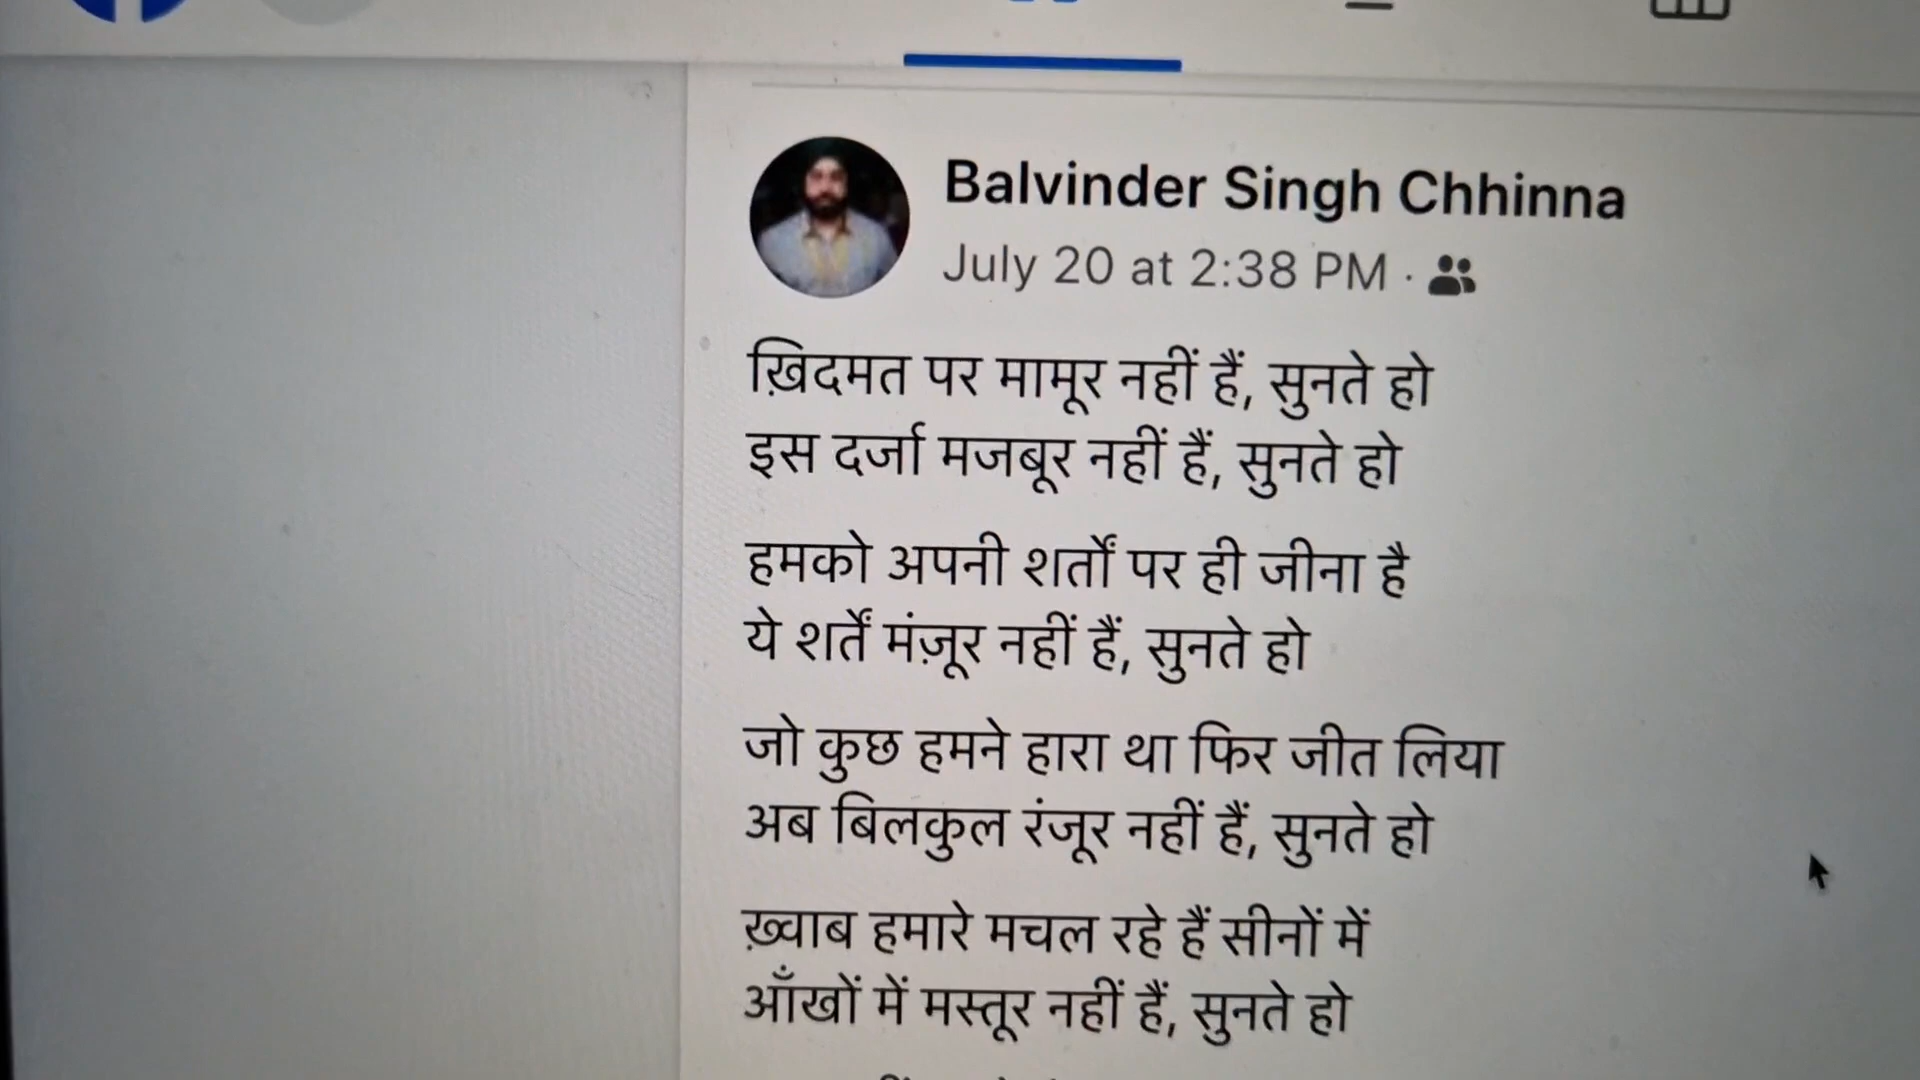 Balvinder Singh Chhinna
July 20 at 2:38 PM ·
ख़िदमत पर मामूर नहीं हैं, सुनते हो
इस दर्जा मजबूर नहीं हैं, सुनते हो
हमको अपनी शर्तों पर ही जीना है
ये शर्तें मंज़ूर नहीं हैं, सुनते हो
जो कुछ हमने हारा था फिर जीत लिया
अब बिलकुल रंजूर नहीं हैं, सुनते हो
ख़्वाब हमारे मचल रहे हैं सीनों में
आँखों में मस्तूर नहीं हैं, सुनते हो